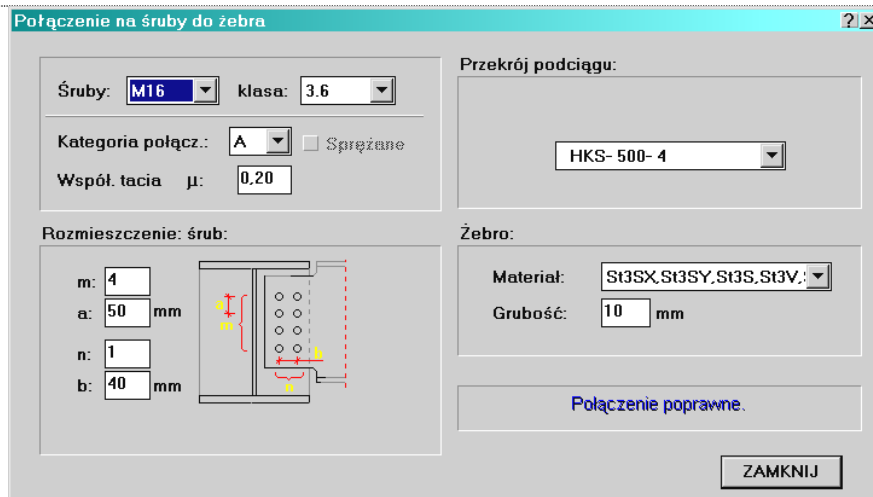 Połączenie na śruby do żebra
Śruby: M16 klasa: 3.6
Kategoria połącz.: A Sprężane
Współ. tacia μ: 0,20
Przekrój podciągu:
HKS- 500- 4
Rozmieszczenie: śrub:
m: 4
a: 50 mm
n: 1
b: 40 mm
a
m
b
n
Żebro:
Materiał: St3SX,St3SY,St3S,St3V,
Grubość: 10 mm
Połączenie poprawne.
ZAMKNIJ